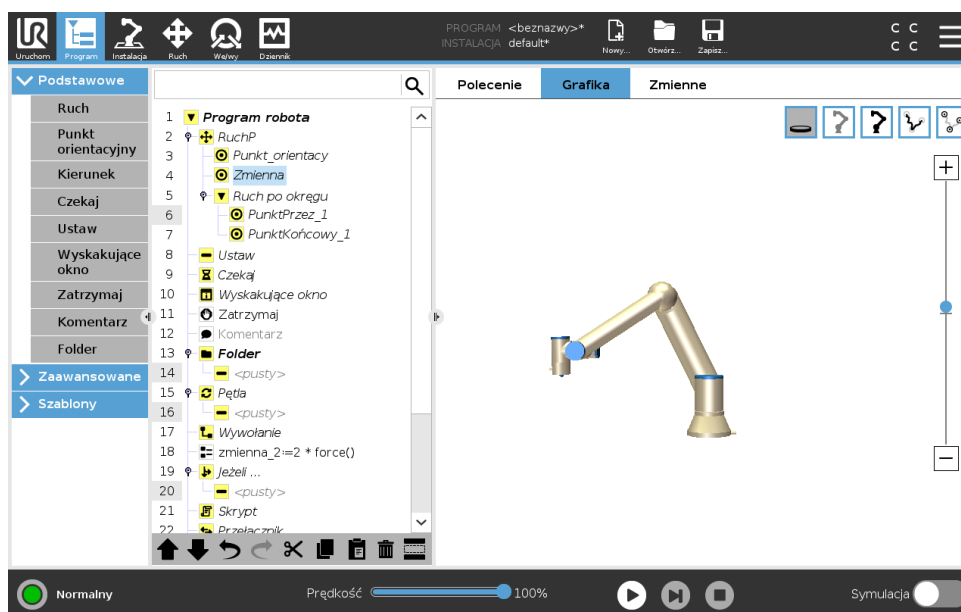 UR
PROGRAM <beznazwy>*
INSTALACJA default*
Uruchom Program Instalacja Ruch We/wy Dziennik Nowy... Otwórz... Zapisz...
C C
C C
Podstawowe
Ruch
Punkt
orientacyjny
Kierunek
Czekaj
Ustaw
Wyskakujące
okno
Zatrzymaj
Komentarz
Folder
Zaawansowane
Szablony
1 Program robota
2 RuchP
3 Punkt_orientacy
4 Zmienna
5 Ruch po okręgu
6 PunktPrzez_1
7 PunktKońcowy_1
8 Ustaw
9 Czekaj
10 Wyskakujące okno
11 Zatrzymaj
12 Komentarz
13 Folder
14 <pusty>
15 Pętla
16 <pusty>
17 Wywołanie
18 zmienna_2:=2 * force()
19 Jeżeli ...
20 <pusty>
21 Skrypt
22 Przełącznik
Polecenie Grafika Zmienne
Normalny Prędkość 100% Symulacja